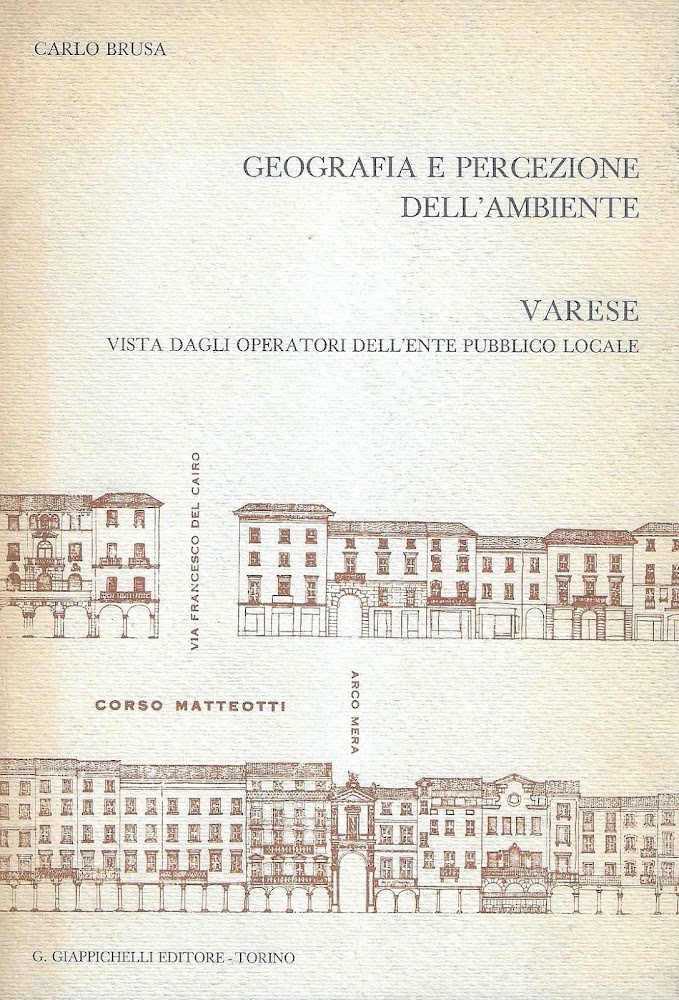 CARLO BRUSA
GEOGRAFIA E PERCEZIONE
DELL'AMBIENTE
VARESE
VISTA DAGLI OPERATORI DELL'ENTE PUBBLICO LOCALE
VIA FRANCESCO DEL CAIRO
CORSO MATTEOTTI
ARCO MERA
G. GIAPPICHELLI EDITORE - TORINO